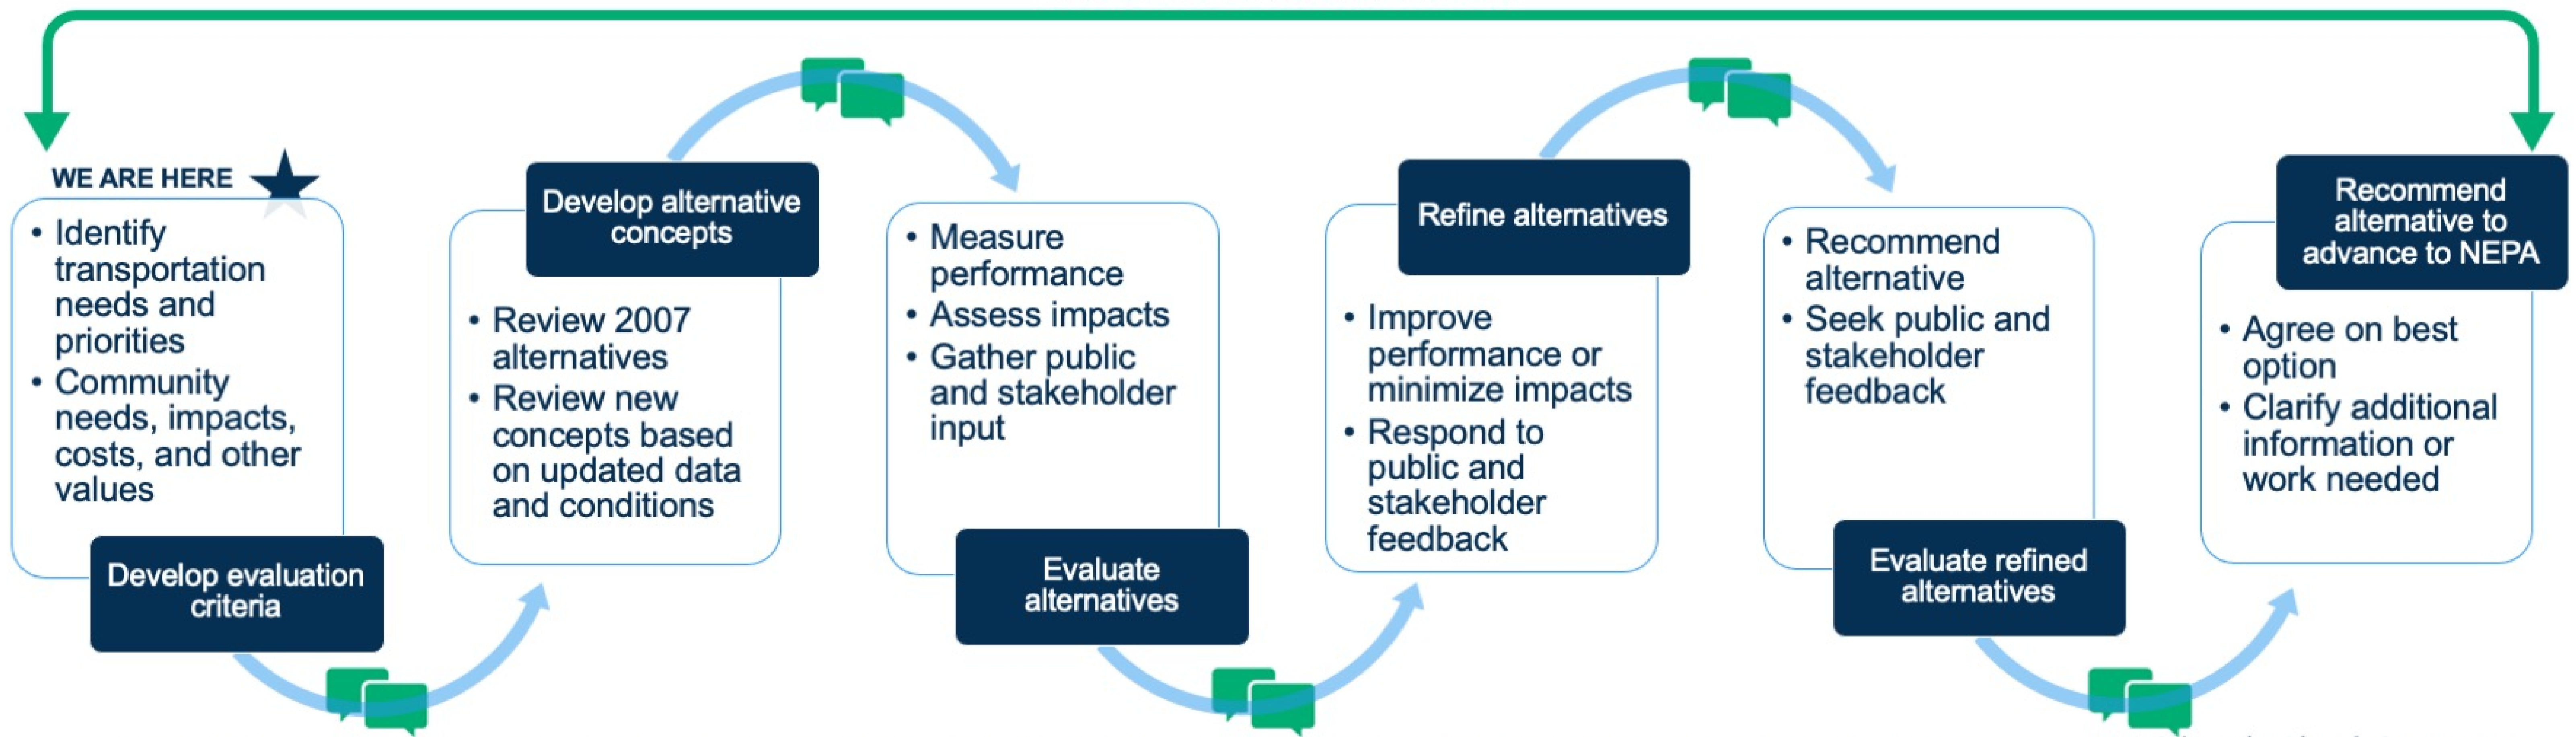 WE ARE HERE
• Identify
transportation
needs and
priorities
• Community
needs, impacts,
costs, and other
values
Develop evaluation
criteria
Develop alternative
concepts
• Review 2007
alternatives
• Review new
concepts based
on updated data
and conditions
• Measure
performance
• Assess impacts
• Gather public
and stakeholder
input
Evaluate
alternatives
Refine alternatives
• Improve
performance or
minimize impacts
• Respond to
public and
stakeholder
feedback
• Recommend
alternative
• Seek public and
stakeholder
feedback
Evaluate refined
alternatives
Recommend
alternative to
advance to NEPA
• Agree on best
option
• Clarify additional
information or
work needed